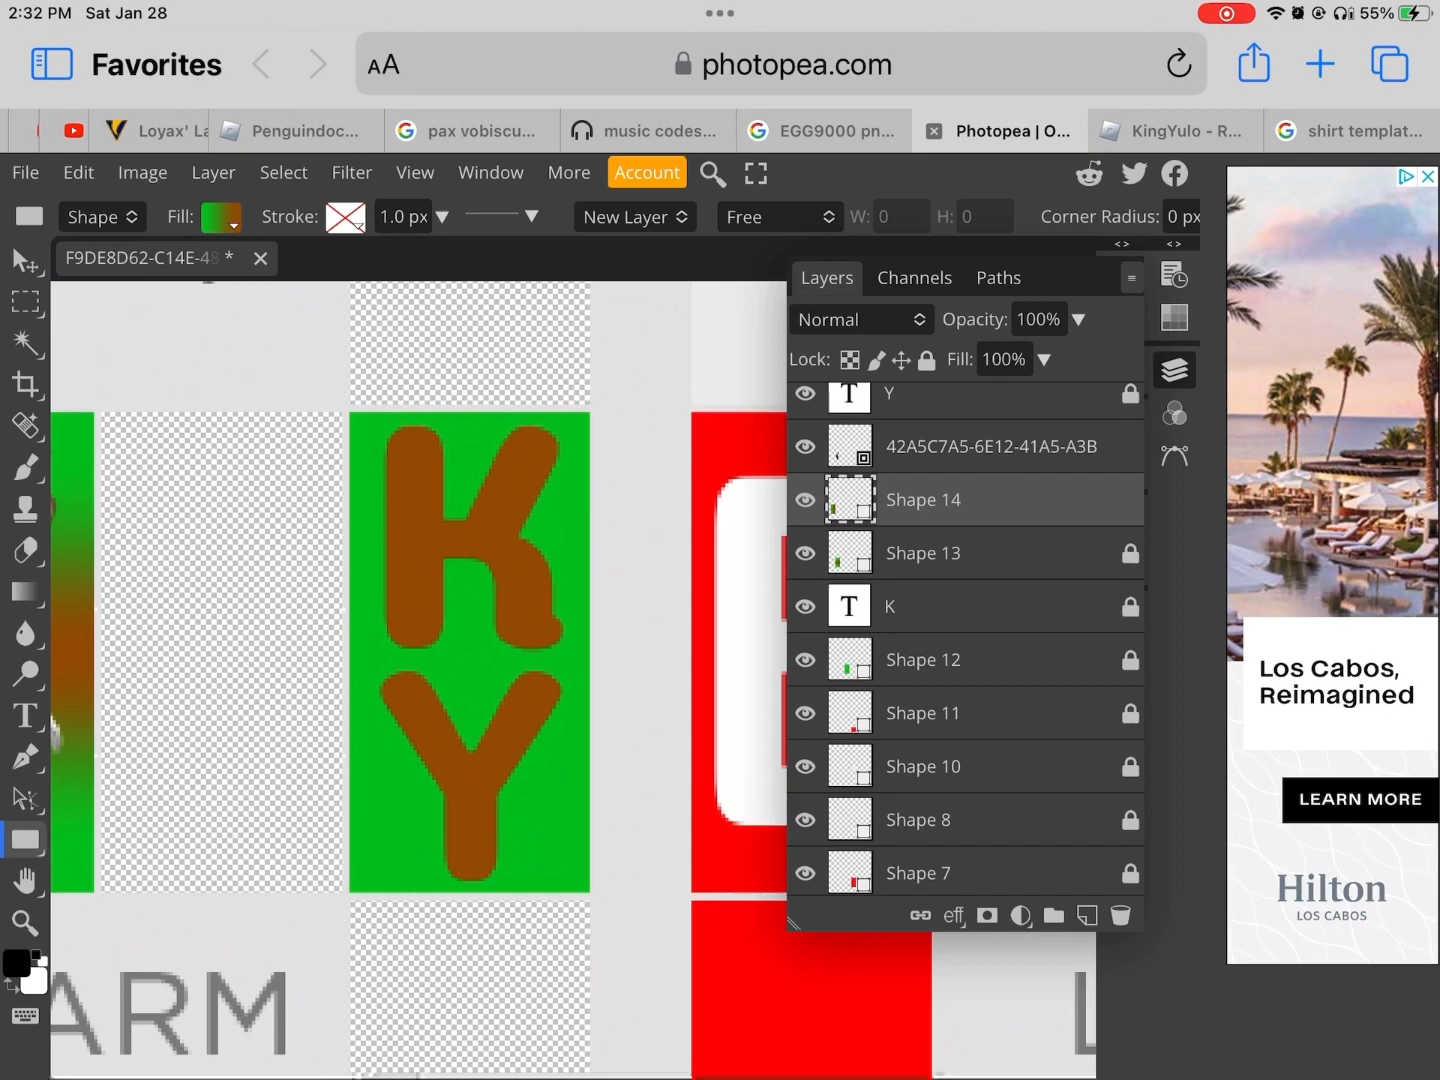 2:32 PM Sat Jan 28
55%
Favorites
AA
photopea.com
Loyax' La
Penguindoc...
pax vobiscu...
music codes...
EGG9000 pn...
Photopea | O...
KingYulo - R...
shirt templat...
File Edit Image Layer Select Filter View Window More Account
Shape Fill: Stroke: 1.0 px New Layer Free W: 0 H: 0 Corner Radius: 0 px
F9DE8D62-C14E-48 *
Layers Channels Paths
Normal Opacity: 100%
Lock: Fill: 100%
T Y
42A5C7A5-6E12-41A5-A3B
Shape 14
Shape 13
T K
Shape 12
Shape 11
Shape 10
Shape 8
Shape 7
eff
K
Y
ARM
T
Los Cabos,
Reimagined
LEARN MORE
Hilton
LOS CABOS